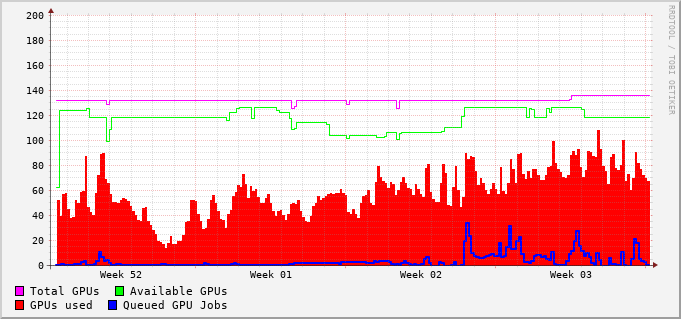 200
180
160
140
120
100
80
60
40
20
0
Week 52 Week 01 Week 02 Week 03
Total GPUs Available GPUs
GPUs used Queued GPU Jobs
RRDTOOL / TOBI OETIKER